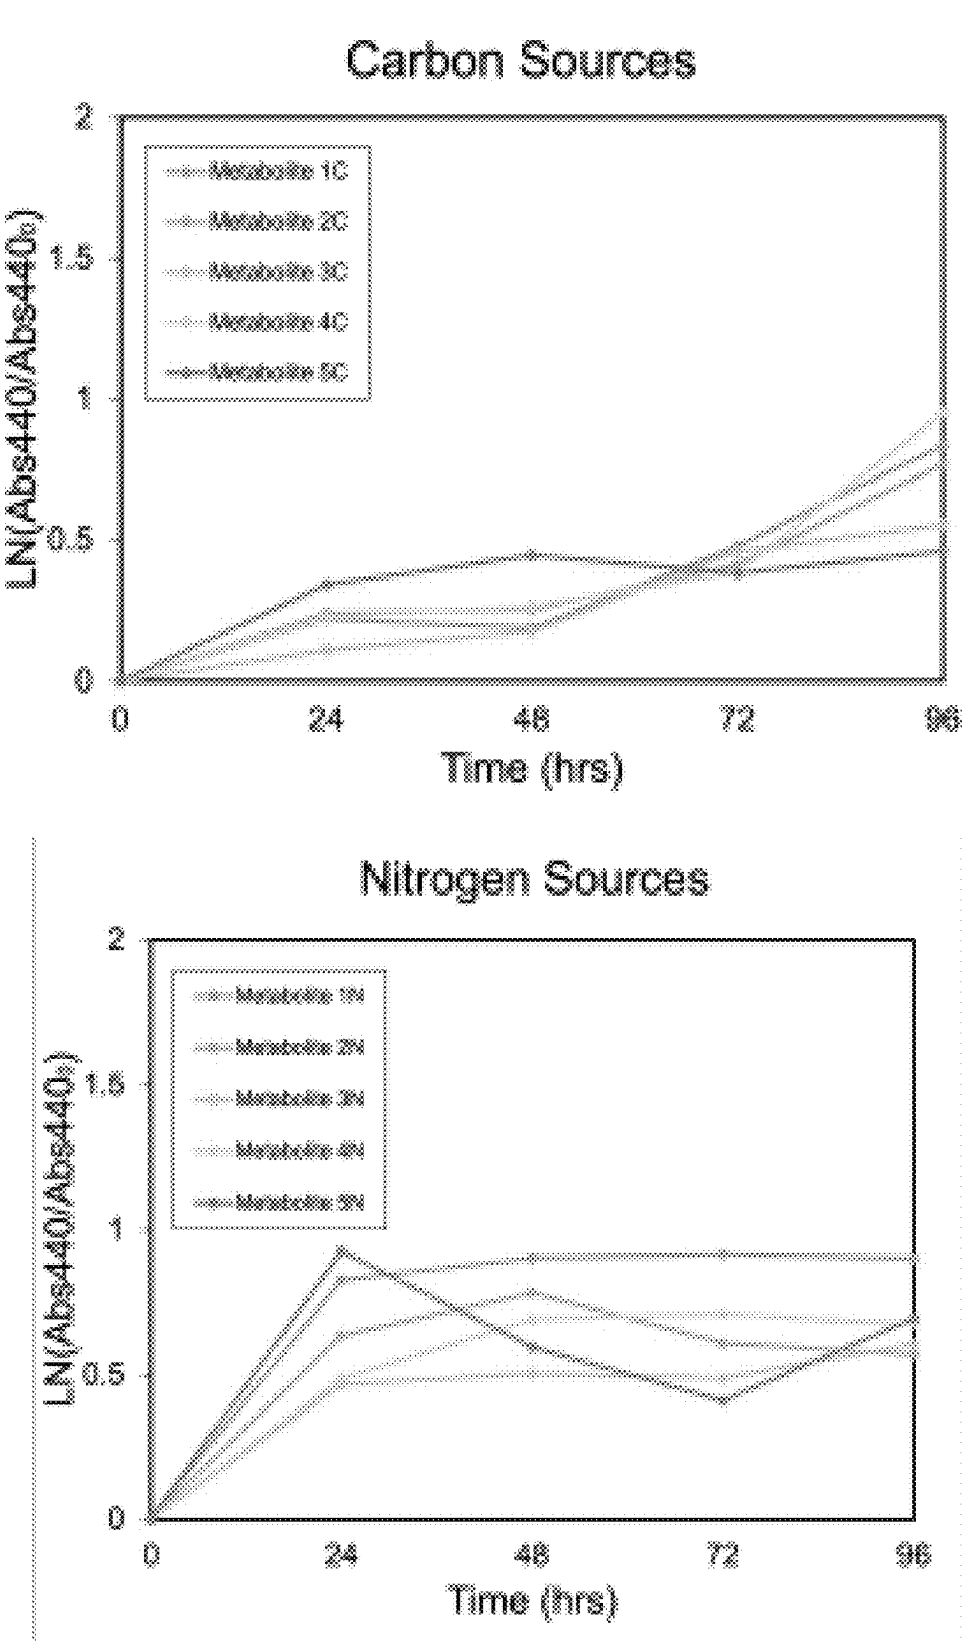 Carbon Sources
2
Metabolite 1C
Metabolite 2C
Metabolite 3C
Metabolite 4C
Metabolite 5C
1.5
1
0.5
0
LN(Abs440/Abs440₀)
0 24 48 72 96
Time (hrs)
Nitrogen Sources
2
Metabolite 1N
Metabolite 2N
Metabolite 3N
Metabolite 4N
Metabolite 5N
1.5
1
0.5
0
LN(Abs440/Abs440₀)
0 24 48 72 96
Time (hrs)